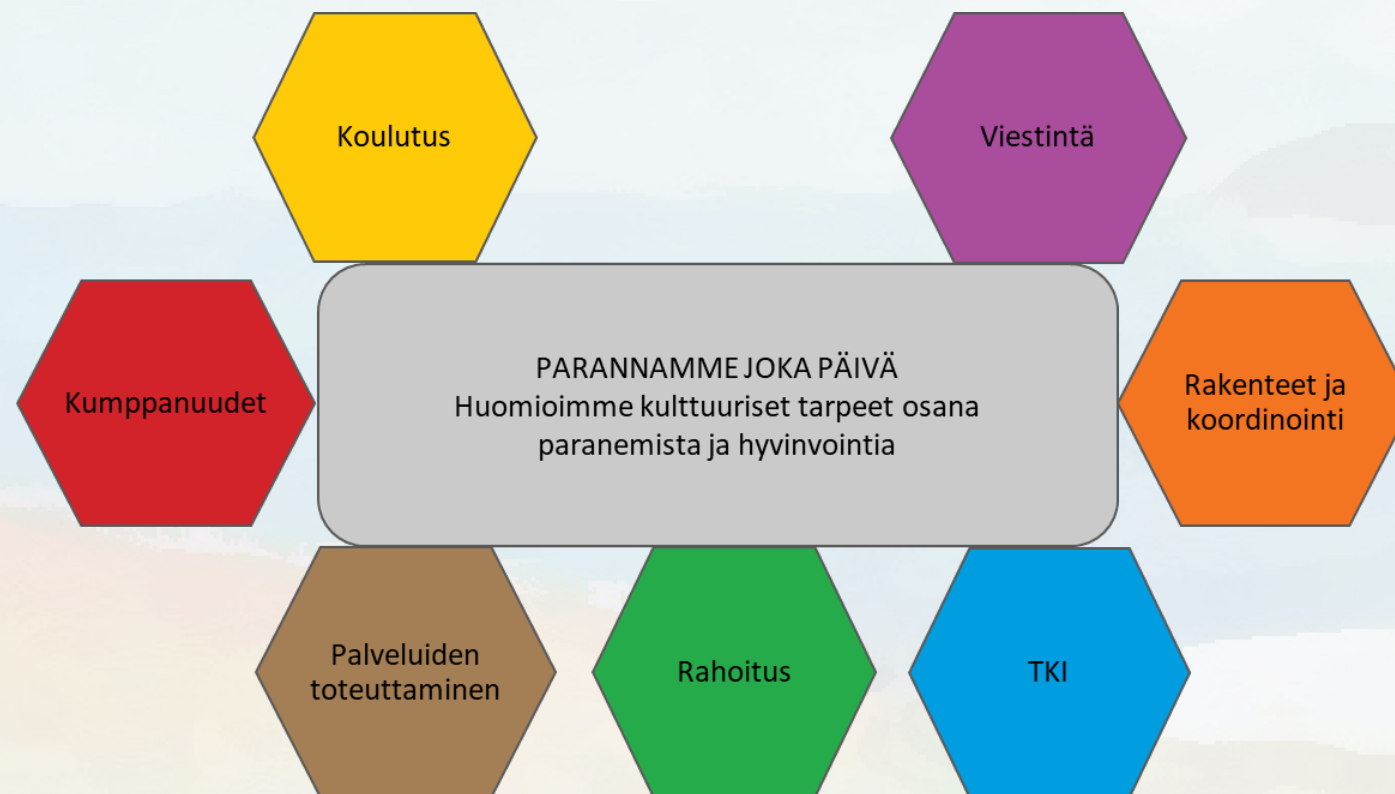 Koulutus
Viestintä
Kumppanuudet
PARANNAMME JOKA PÄIVÄ
Huomioimme kulttuuriset tarpeet osana
paranemista ja hyvinvointia
Rakenteet ja
koordinointi
Palveluiden
toteuttaminen
Rahoitus
TKI